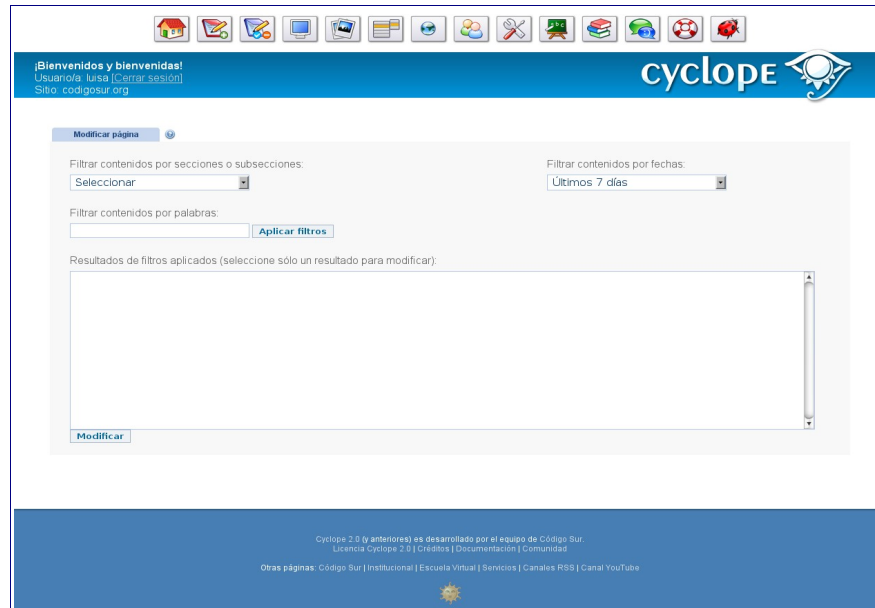 ¡Bienvenidos y bienvenidas!
Usuario/a: luisa [Cerrar sesión]
Sitio: codigosur.org
cyclope
Modificar página
Filtrar contenidos por secciones o subsecciones:
Filtrar contenidos por fechas:
Seleccionar
Últimos 7 días
Filtrar contenidos por palabras:
Aplicar filtros
Resultados de filtros aplicados (seleccione sólo un resultado para modificar):
Modificar
Cyclope 2.0 (y anteriores) es desarrollado por el equipo de Código Sur.
Licencia Cyclope 2.0 | Créditos | Documentación | Comunidad
Otras páginas: Código Sur | Institucional | Escuela Virtual | Servicios | Canales RSS | Canal YouTube